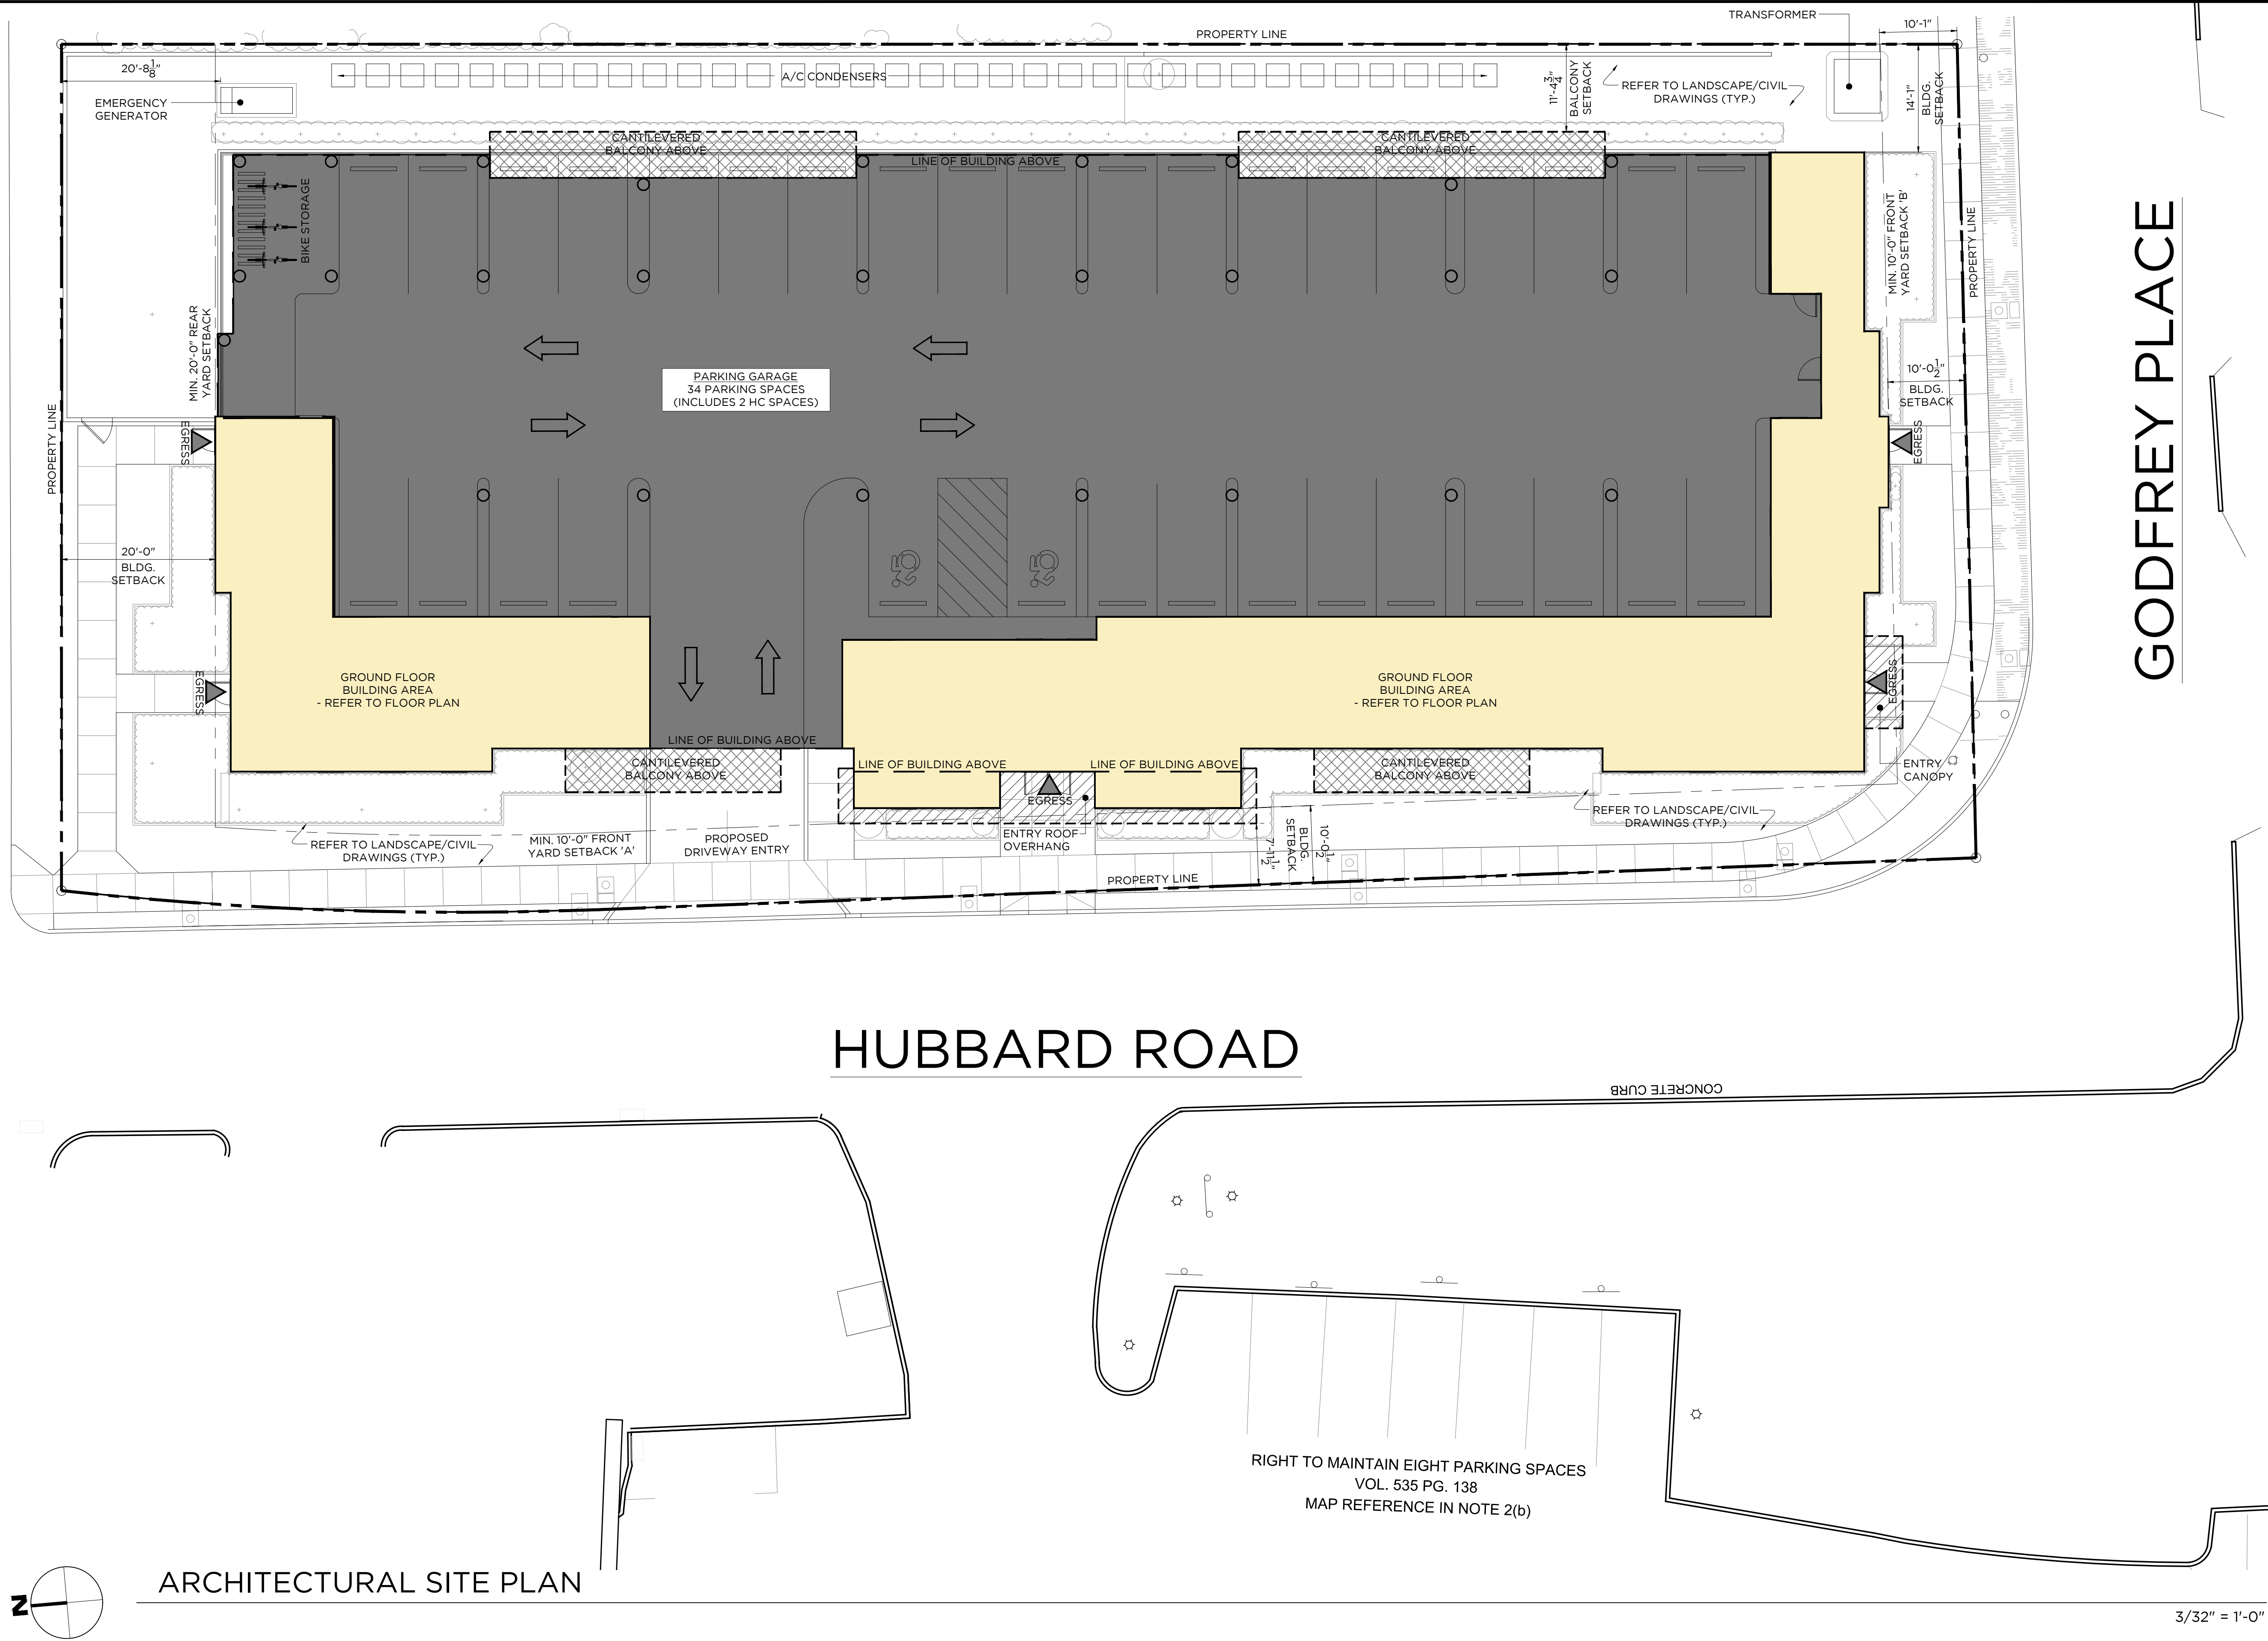 TRANSFORMER
10'-1"
PROPERTY LINE
20'-8 1/8"
A/C CONDENSERS
11'-4 3/4"
BALCONY
SETBACK
REFER TO LANDSCAPE/CIVIL
DRAWINGS (TYP.)
14'-1"
BLDG.
SETBACK
EMERGENCY
GENERATOR
CANTILEVERED
BALCONY ABOVE
LINE OF BUILDING ABOVE
CANTILEVERED
BALCONY ABOVE
BIKE STORAGE
MIN. 10'-0" FRONT
YARD SETBACK 'B'
PROPERTY LINE
GODFREY PLACE
MIN. 20'-0" REAR
YARD SETBACK
PARKING GARAGE
34 PARKING SPACES
(INCLUDES 2 HC SPACES)
10'-0 1/2"
BLDG.
SETBACK
PROPERTY LINE
EGRESS
EGRESS
20'-0"
BLDG.
SETBACK
EGRESS
GROUND FLOOR
BUILDING AREA
- REFER TO FLOOR PLAN
GROUND FLOOR
BUILDING AREA
- REFER TO FLOOR PLAN
EGRESS
LINE OF BUILDING ABOVE
CANTILEVERED
BALCONY ABOVE
LINE OF BUILDING ABOVE
LINE OF BUILDING ABOVE
CANTILEVERED
BALCONY ABOVE
ENTRY
CANOPY
EGRESS
REFER TO LANDSCAPE/CIVIL
DRAWINGS (TYP.)
REFER TO LANDSCAPE/CIVIL
DRAWINGS (TYP.)
MIN. 10'-0" FRONT
YARD SETBACK 'A'
PROPOSED
DRIVEWAY ENTRY
ENTRY ROOF
OVERHANG
10'-0 1/2"
BLDG.
SETBACK
7'-11 1/2"
PROPERTY LINE
HUBBARD ROAD
CONCRETE CURB
RIGHT TO MAINTAIN EIGHT PARKING SPACES
VOL. 535 PG. 138
MAP REFERENCE IN NOTE 2(b)
N
ARCHITECTURAL SITE PLAN
3/32" = 1'-0"